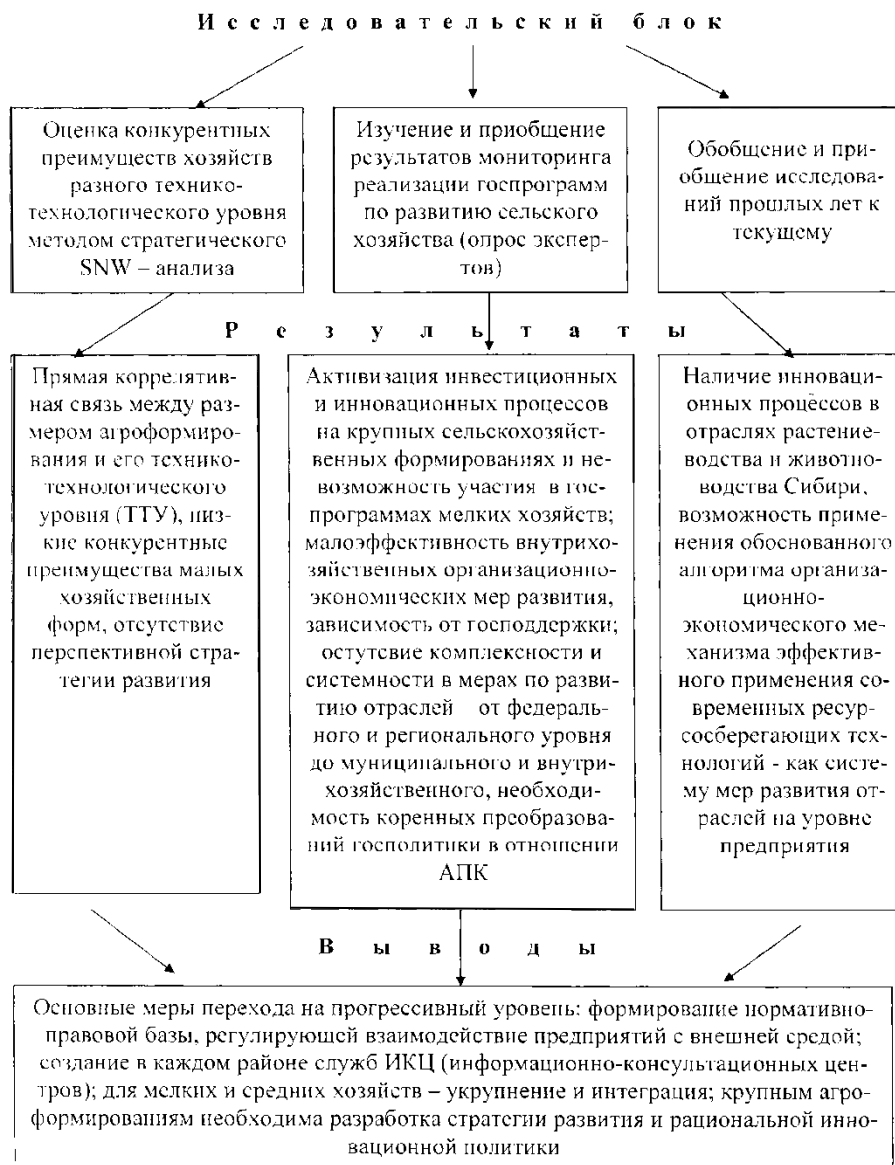 Исследовательский блок
Оценка конкурентных
преимуществ хозяйств
разного технико-
технологического уровня
методом стратегического
SNW – анализа
Изучение и приобщение
результатов мониторинга
реализации госпрограмм
по развитию сельского
хозяйства (опрос экспер-
тов)
Обобщение и при-
общение исследова-
ний прошлых лет к
текущему
Результаты
Прямая коррелятив-
ная связь между раз-
мером агроформиро-
вания и его технико-
технологического
уровня (ТТУ), низ-
кие конкурентные
преимущества малых
хозяйственных
форм, отсутствие
перспективной стра-
тегии развития
Активизация инвестиционных
и инновационных процессов
на крупных сельскохозяйст-
венных формированиях и не-
возможность участия в гос-
программах мелких хозяйств;
малоэффективность внутрихо-
зяйственных организационно-
экономических мер развития,
зависимость от господдержки;
остутсвие комплексности и
системности в мерах по разви-
тию отраслей от федераль-
ного и регионального уровня
до муниципального и внутри-
хозяйственного, необходи-
мость коренных преобразова-
ний госполитики в отношении
АПК
Наличие инноваци-
онных процессов в
отраслях растение-
водства и животно-
водства Сибири,
возможность приме-
нения обоснованного
алгоритма организа-
ционно-
экономического ме-
ханизма эффектив-
ного применения со-
временных ресур-
сосберегающих тех-
нологий - как систе-
му мер развития от-
раслей на уровне
предприятия
Выводы
Основные меры перехода на прогрессивный уровень: формирование нормативно-
правовой базы, регулирующей взаимодействие предприятий с внешней средой;
создание в каждом районе служб ИКЦ (информационно-консультационных цен-
тров); для мелких и средних хозяйств – укрупнение и интеграция; крупным агро-
формированиям необходима разработка стратегии развития и рациональной инно-
вационной политики